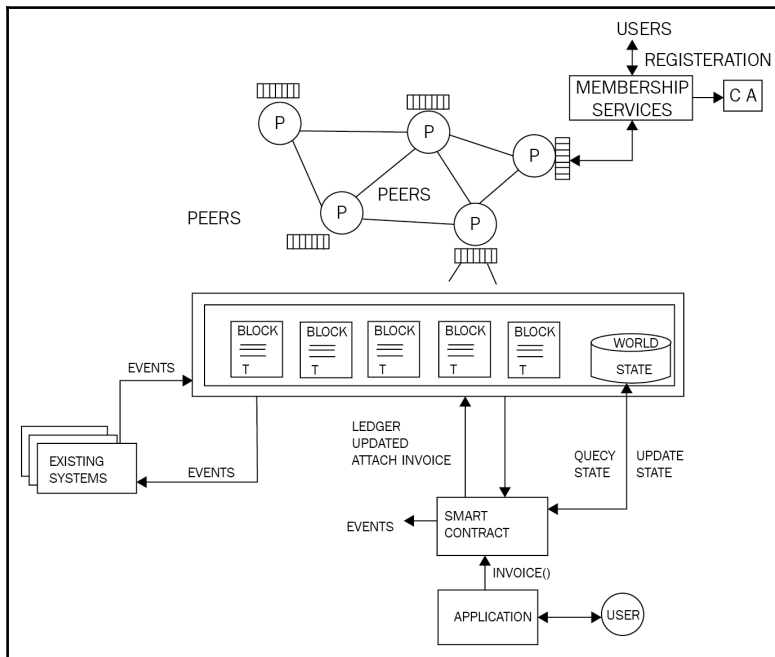 USERS
REGISTERATION
MEMBERSHIP
SERVICES
C A
P
P
P
PEERS
P
P
PEERS
BLOCK
T
BLOCK
T
BLOCK
T
BLOCK
T
BLOCK
T
WORLD
STATE
EVENTS
EVENTS
EXISTING
SYSTEMS
LEDGER
UPDATED
ATTACH INVOICE
QUECY
STATE
UPDATE
STATE
EVENTS
SMART
CONTRACT
INVOICE()
APPLICATION
USER